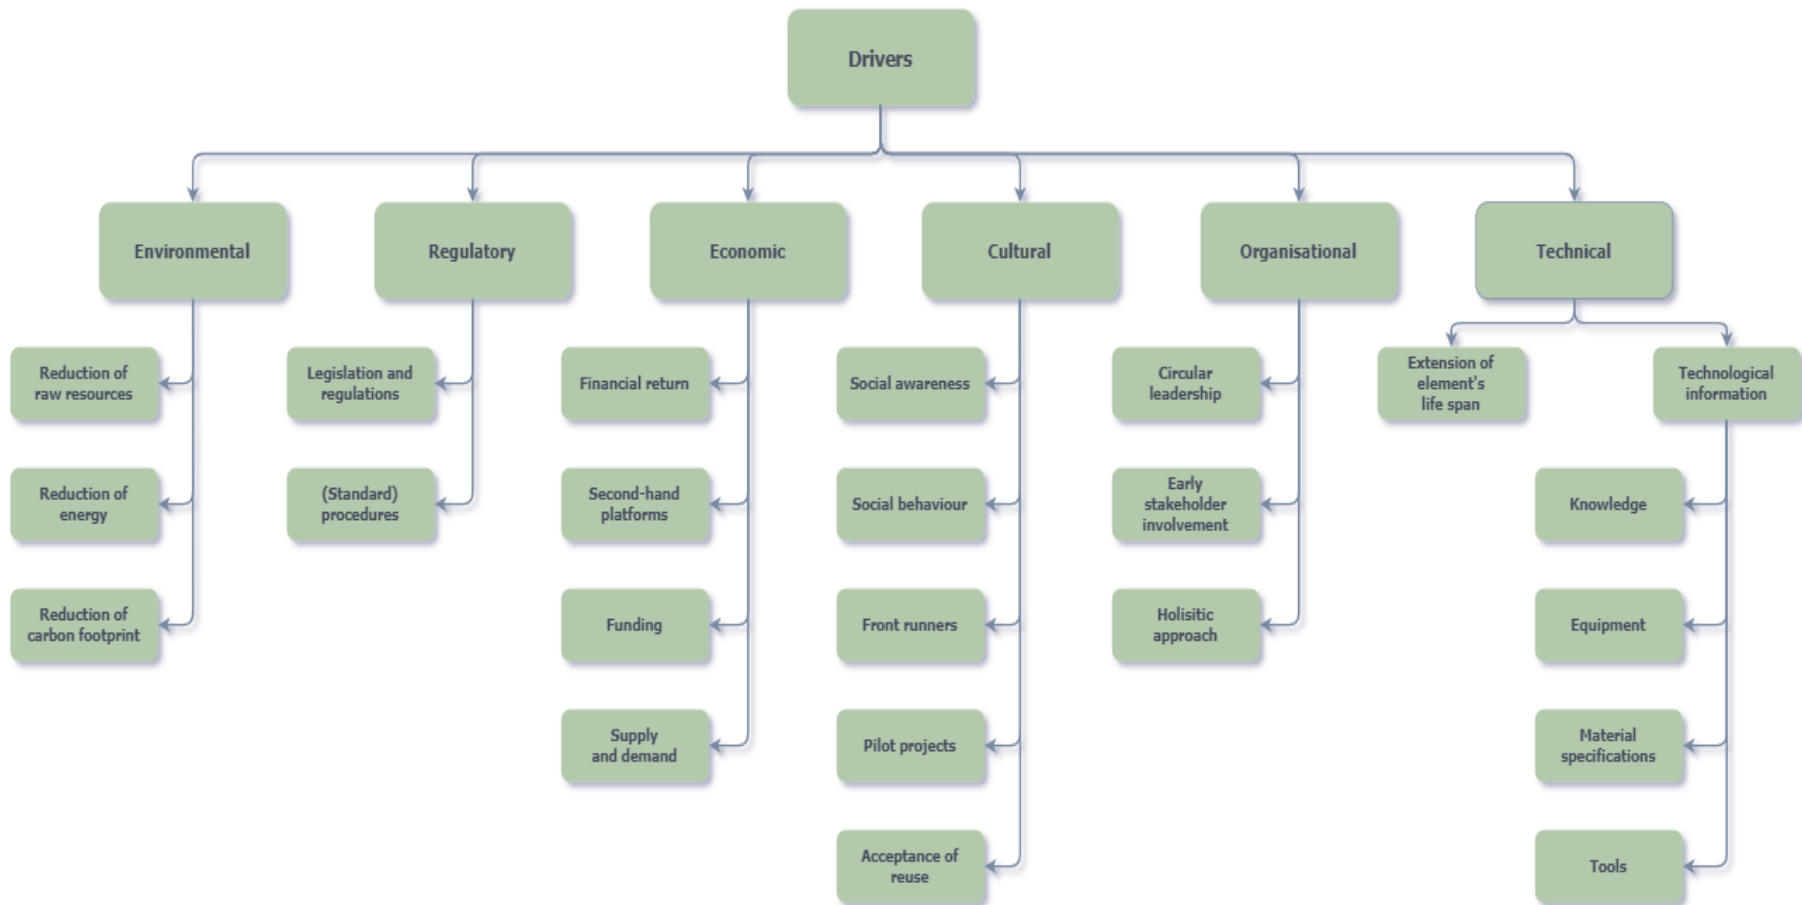 Drivers
Environmental
Regulatory
Economic
Cultural
Organisational
Technical
Reduction of
raw resources
Legislation and
regulations
Financial return
Social awareness
Circular
leadership
Extension of
element's
life span
Technological
information
Reduction of
energy
(Standard)
procedures
Second-hand
platforms
Social behaviour
Early
stakeholder
involvement
Knowledge
Reduction of
carbon footprint
Funding
Front runners
Holisitic
approach
Equipment
Supply
and demand
Pilot projects
Material
specifications
Acceptance of
reuse
Tools